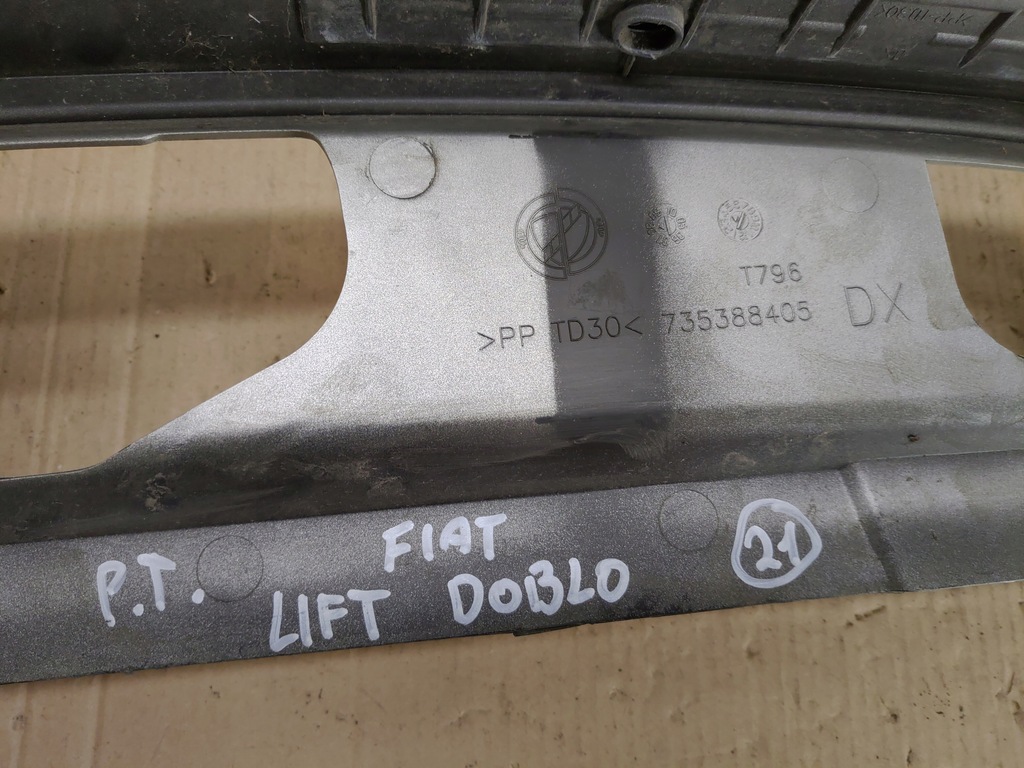 T796
>PP TD30< 735388405 DX
P.T. FIAT
LIFT DOBLO 21